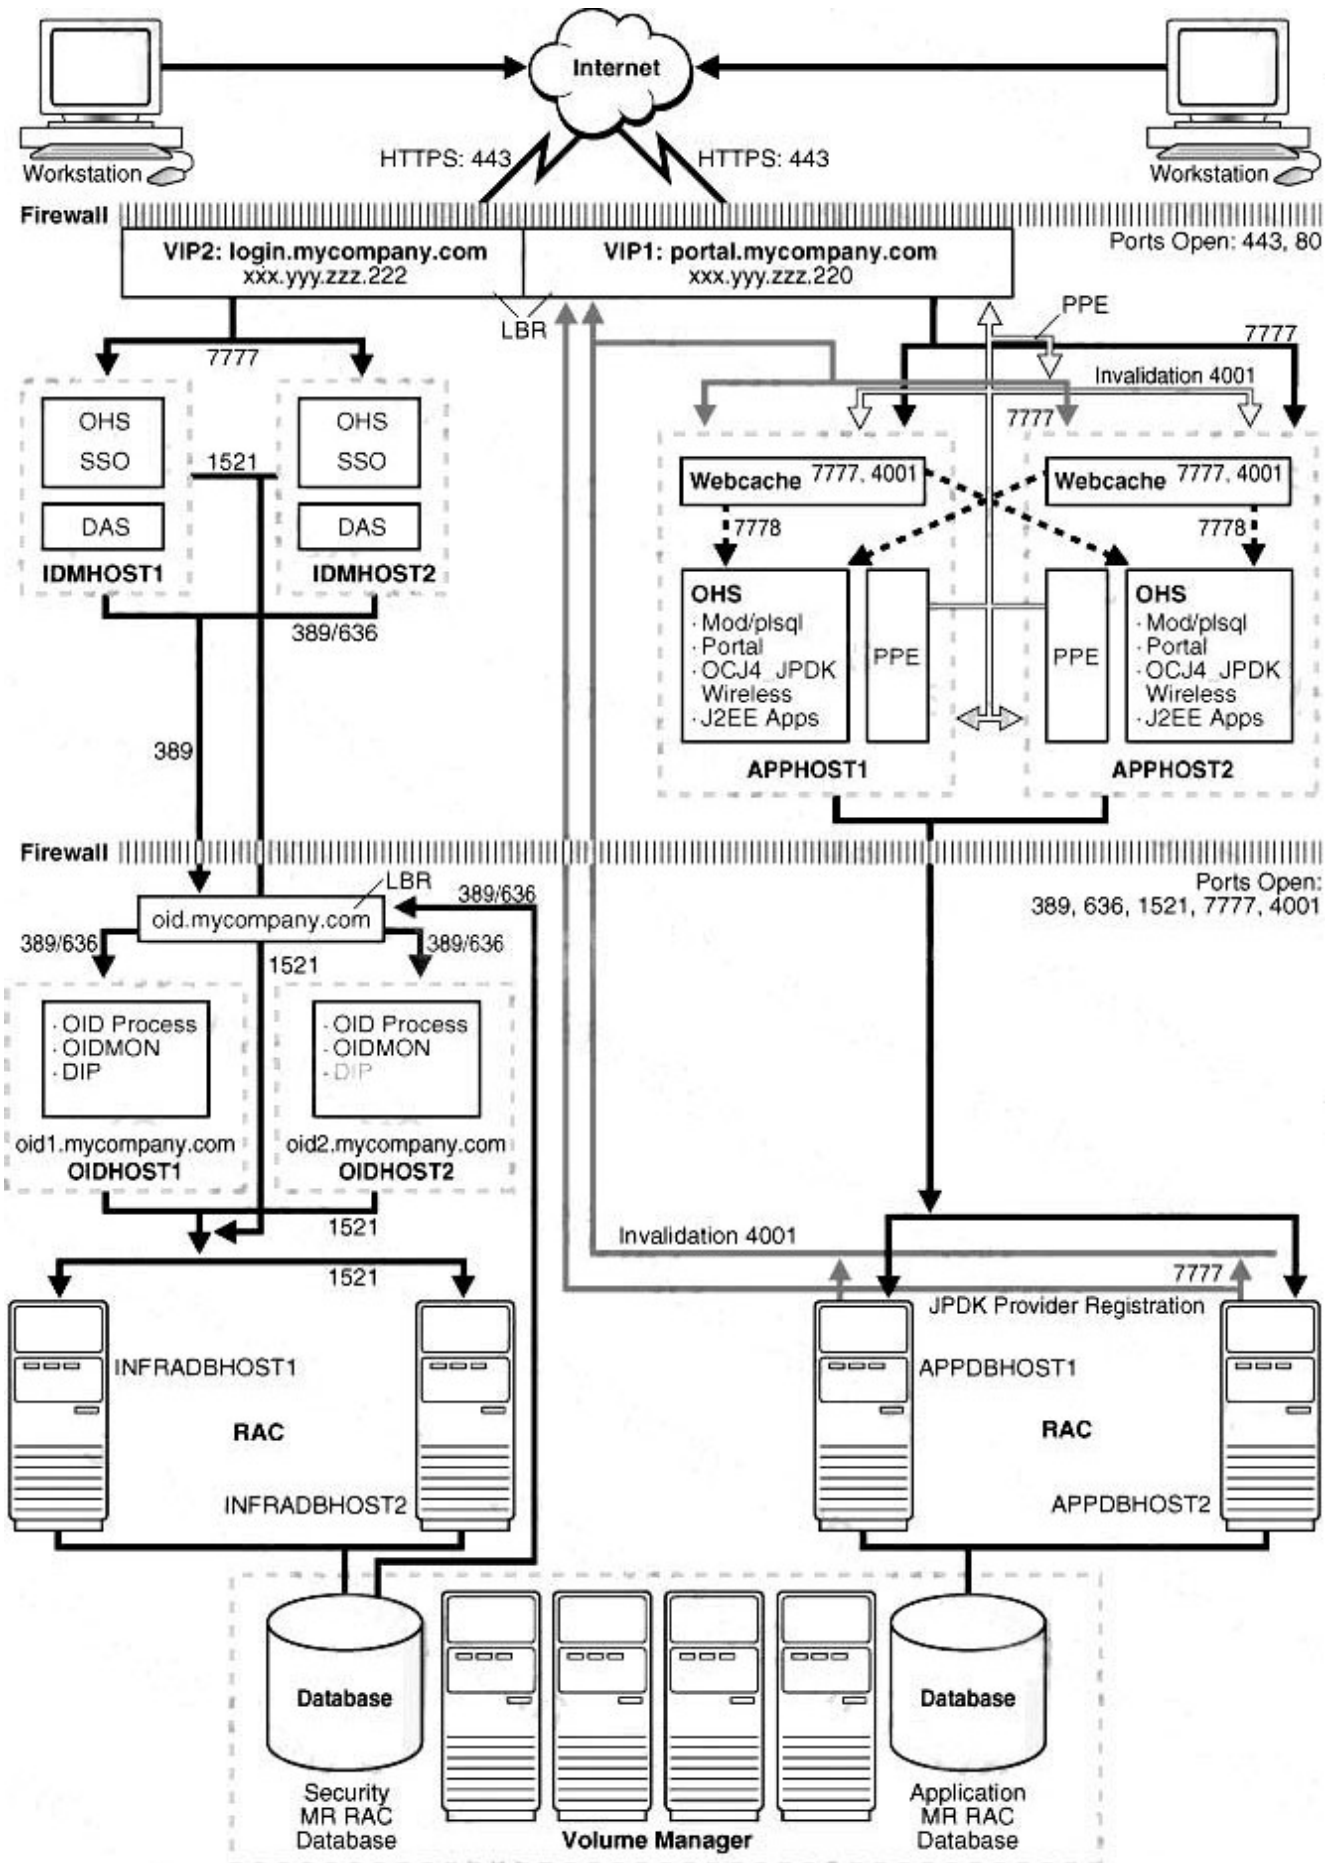 Internet
HTTPS: 443
HTTPS: 443
Workstation
Workstation
Firewall
Ports Open: 443, 80
VIP2: login.mycompany.com
xxx.yyy.zzz.222
VIP1: portal.mycompany.com
xxx.yyy.zzz.220
LBR
PPE
7777
7777
Invalidation 4001
7777
OHS
SSO
DAS
IDMHOST1
1521
OHS
SSO
DAS
IDMHOST2
389/636
389
Webcache 7777, 4001
7778
OHS
· Mod/plsql
· Portal
· OCJ4_JPDK
Wireless
· J2EE Apps
PPE
APPHOST1
Webcache 7777, 4001
7778
PPE
OHS
· Mod/plsql
· Portal
· OCJ4_JPDK
Wireless
· J2EE Apps
APPHOST2
Firewall
Ports Open:
389, 636, 1521, 7777, 4001
LBR
oid.mycompany.com
389/636
389/636
389/636
1521
· OID Process
· OIDMON
· DIP
oid1.mycompany.com
OIDHOST1
· OID Process
· OIDMON
· DIP
oid2.mycompany.com
OIDHOST2
1521
1521
Invalidation 4001
7777
JPDK Provider Registration
INFRADBHOST1
RAC
INFRADBHOST2
APPDBHOST1
RAC
APPDBHOST2
Database
Security
MR RAC
Database
Volume Manager
Database
Application
MR RAC
Database